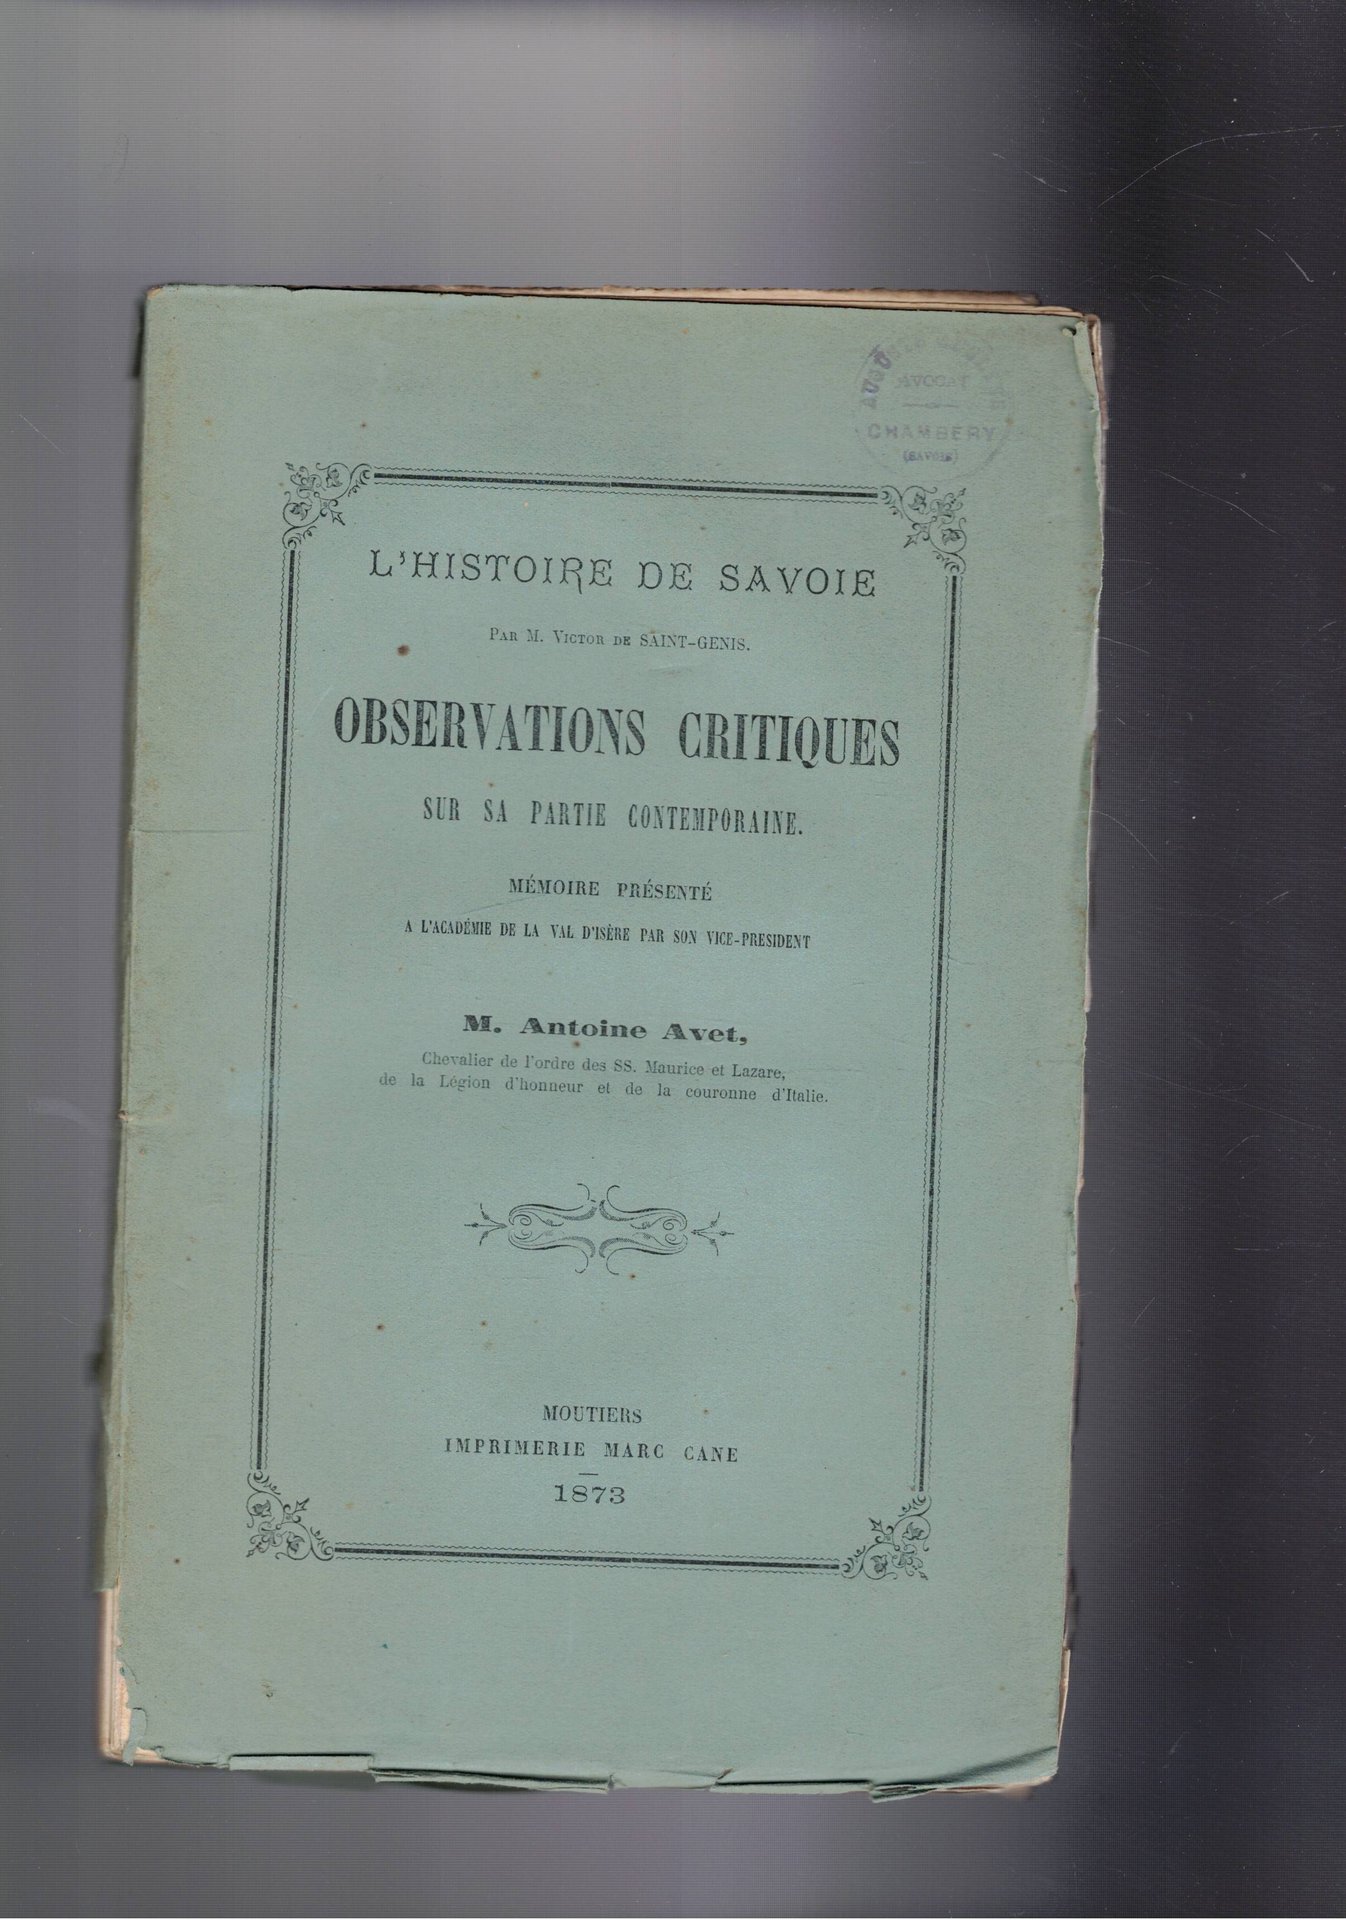 AVOCAT
CHAMBERY
(SAVOIE)
L'HISTOIRE DE SAVOIE
PAR M. VICTOR DE SAINT-GENIS.
OBSERVATIONS CRITIQUES
SUR SA PARTIE CONTEMPORAINE.
MÉMOIRE PRÉSENTÉ
A L'ACADÉMIE DE LA VAL D'ISÈRE PAR SON VICE-PRESIDENT
M. Antoine Avet,
Chevalier de l'ordre des SS. Maurice et Lazare,
de la Légion d'honneur et de la couronne d'Italie.
MOUTIERS
IMPRIMERIE MARC CANE
1873